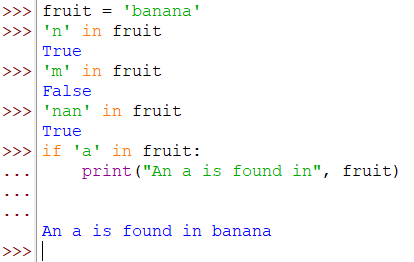 >>> fruit = 'banana'
>>> 'n' in fruit
True
>>> 'm' in fruit
False
>>> 'nan' in fruit
True
>>> if 'a' in fruit:
...     print("An a is found in", fruit)
...
...
An a is found in banana
>>>